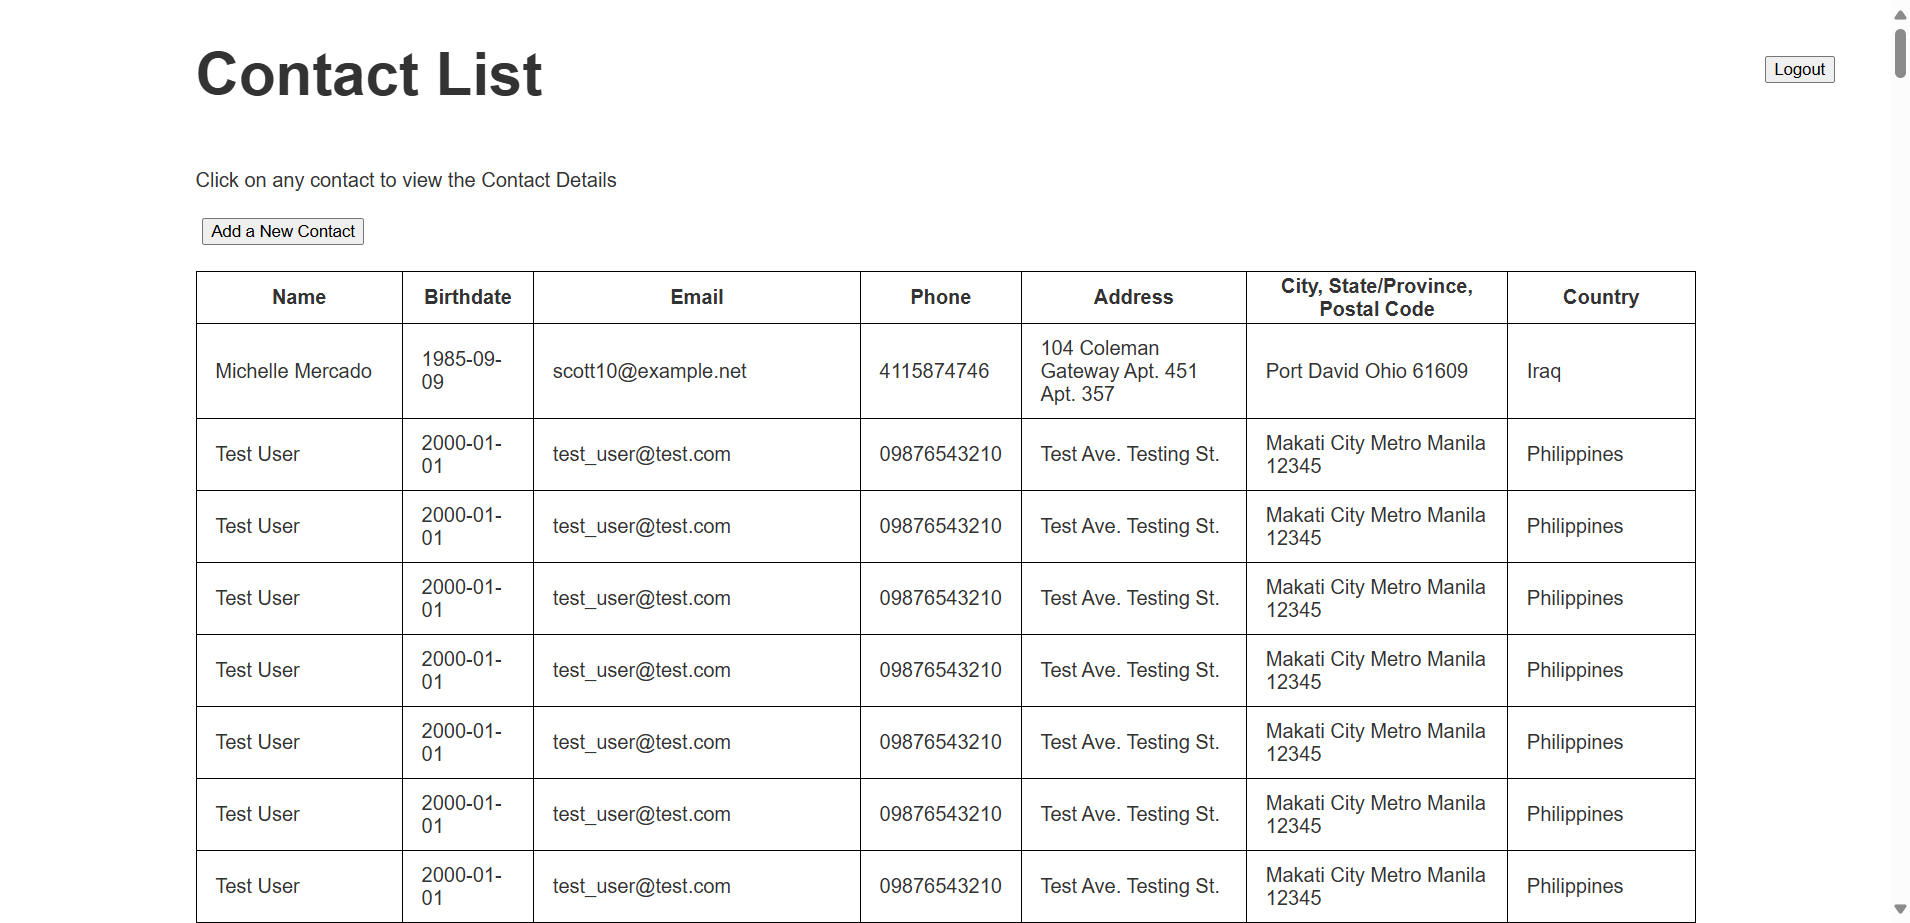 Contact List
Logout
Click on any contact to view the Contact Details
Add a New Contact
Name Birthdate Email Phone Address City, State/Province, Postal Code Country
Michelle Mercado 1985-09-09 scott10@example.net 4115874746 104 Coleman Gateway Apt. 451 Apt. 357 Port David Ohio 61609 Iraq
Test User 2000-01-01 test_user@test.com 09876543210 Test Ave. Testing St. Makati City Metro Manila 12345 Philippines
Test User 2000-01-01 test_user@test.com 09876543210 Test Ave. Testing St. Makati City Metro Manila 12345 Philippines
Test User 2000-01-01 test_user@test.com 09876543210 Test Ave. Testing St. Makati City Metro Manila 12345 Philippines
Test User 2000-01-01 test_user@test.com 09876543210 Test Ave. Testing St. Makati City Metro Manila 12345 Philippines
Test User 2000-01-01 test_user@test.com 09876543210 Test Ave. Testing St. Makati City Metro Manila 12345 Philippines
Test User 2000-01-01 test_user@test.com 09876543210 Test Ave. Testing St. Makati City Metro Manila 12345 Philippines
Test User 2000-01-01 test_user@test.com 09876543210 Test Ave. Testing St. Makati City Metro Manila 12345 Philippines